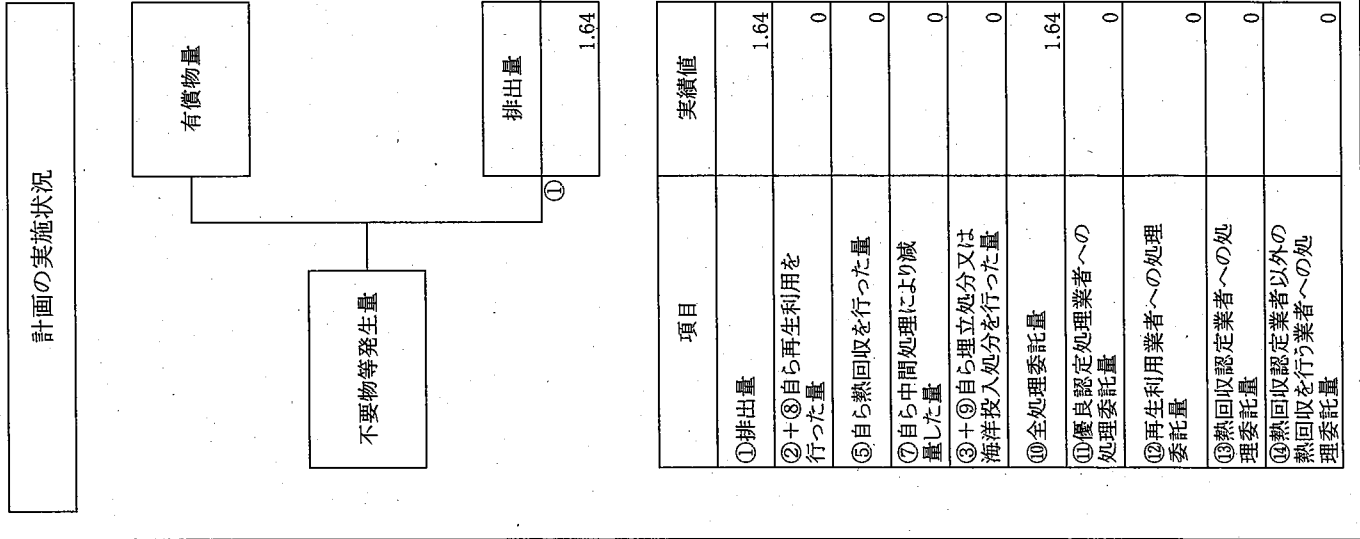 計画の実施状況
不要物等発生量
有償物量
①
排出量
1.64
項目
実績値
①排出量
1.64
②+⑧自ら再生利用を
行った量
0
⑤自ら熱回収を行った量
0
⑦自ら中間処理により減
量した量
0
③+⑨自ら埋立処分又は
海洋投入処分を行った量
0
⑩全処理委託量
1.64
⑪優良認定処理業者への
処理委託量
0
⑫再生利用業者への処理
委託量
0
⑬熱回収認定業者への処
理委託量
0
⑭熱回収認定業者以外の
熱回収を行う業者への処
理委託量
0